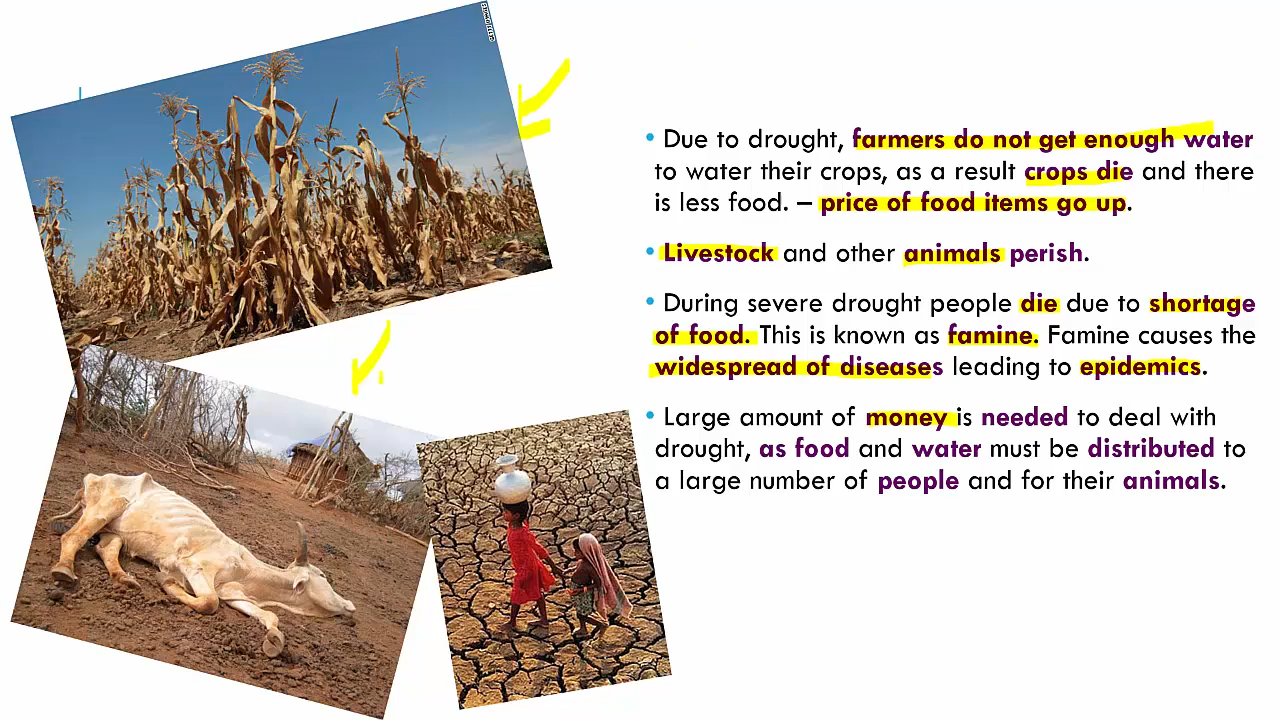 • Due to drought, farmers do not get enough water
to water their crops, as a result crops die and there
is less food. – price of food items go up.
• Livestock and other animals perish.
• During severe drought people die due to shortage
of food. This is known as famine. Famine causes the
widespread of diseases leading to epidemics.
• Large amount of money is needed to deal with
drought, as food and water must be distributed to
a large number of people and for their animals.